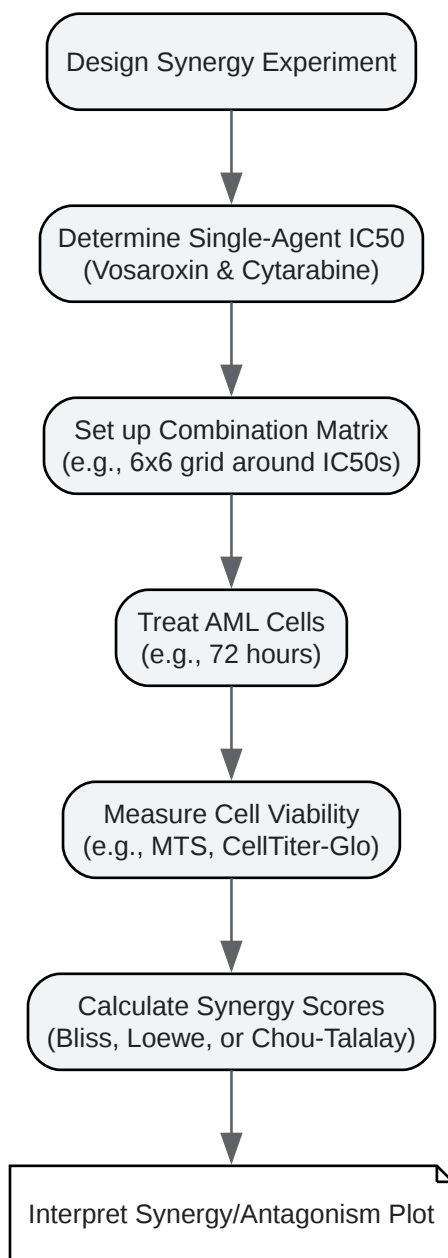 Design Synergy Experiment
Determine Single-Agent IC50
(Vosaroxin & Cytarabine)
Set up Combination Matrix
(e.g., 6x6 grid around IC50s)
Treat AML Cells
(e.g., 72 hours)
Measure Cell Viability
(e.g., MTS, CellTiter-Glo)
Calculate Synergy Scores
(Bliss, Loewe, or Chou-Talalay)
Interpret Synergy/Antagonism Plot